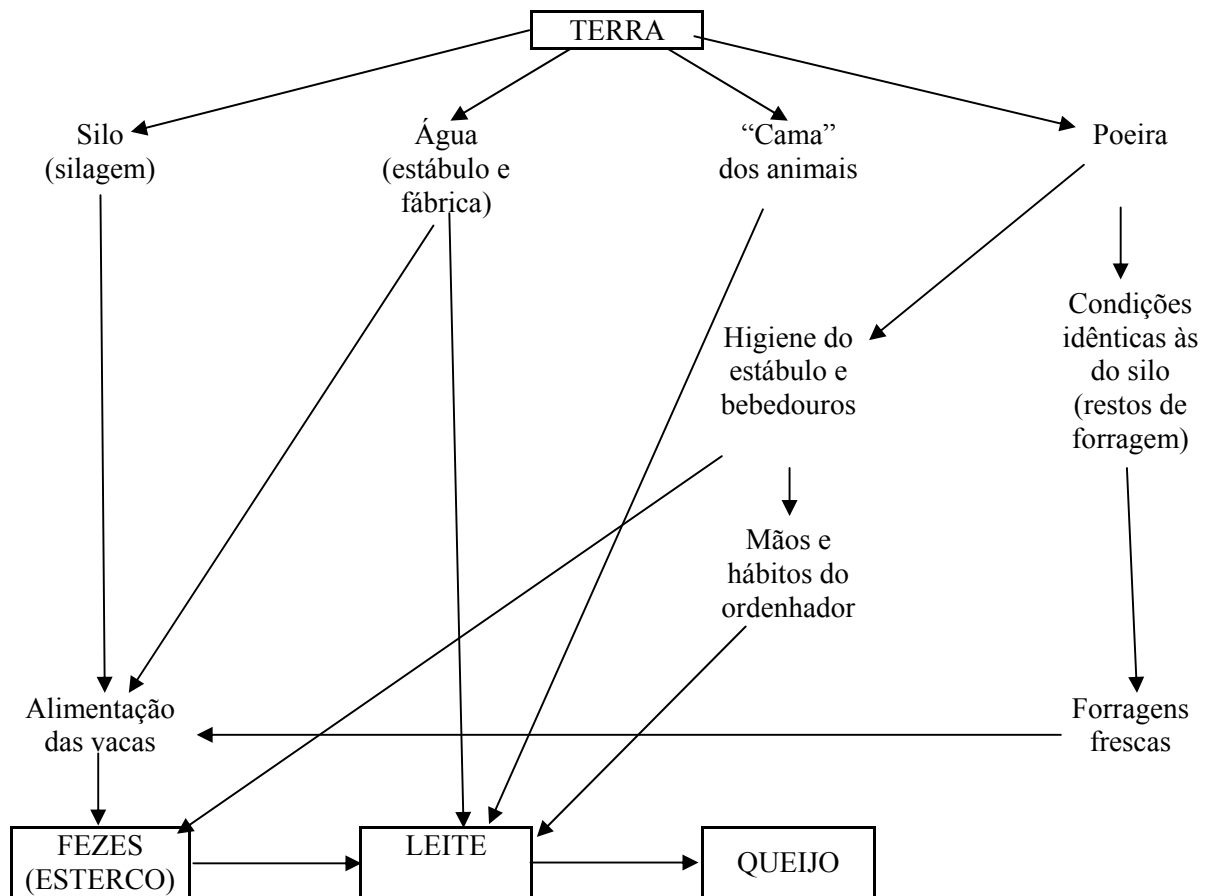 TERRA
Silo
(silagem)
Água
(estábulo e
fábrica)
“Cama”
dos animais
Poeira
Condições
idênticas às
do silo
(restos de
forragem)
Higiene do
estábulo e
bebedouros
Mãos e
hábitos do
ordenhador
Alimentação
das vacas
Forragens
frescas
FEZES
(ESTERCO)
LEITE
QUEIJO